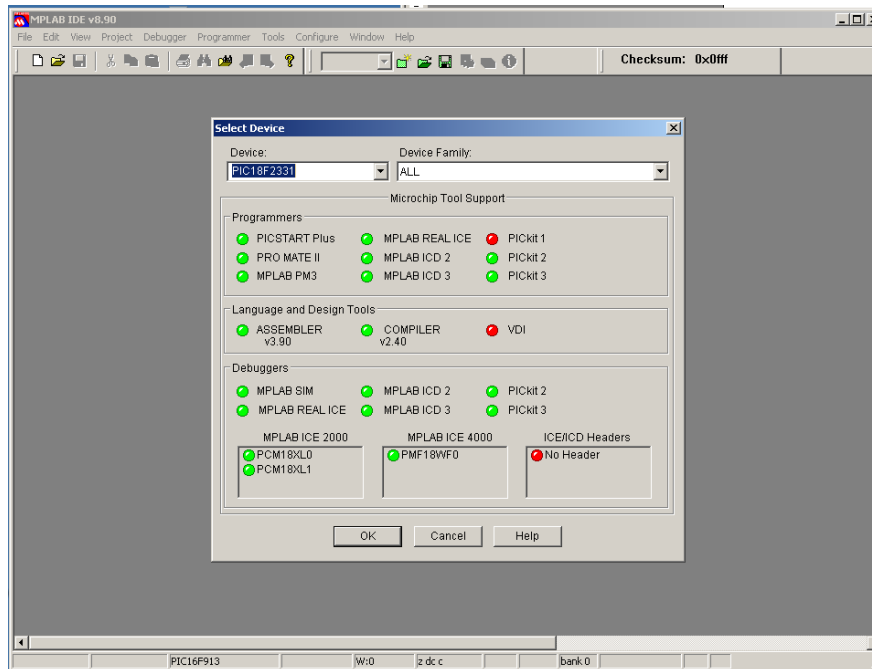 MPLAB IDE v8.90
File Edit View Project Debugger Programmer Tools Configure Window Help
Checksum: 0x0fff
Select Device
Device: Device Family:
PIC18F2331 ALL
Microchip Tool Support
Programmers
PICSTART Plus MPLAB REAL ICE PICkit 1
PRO MATE II MPLAB ICD 2 PICkit 2
MPLAB PM3 MPLAB ICD 3 PICkit 3
Language and Design Tools
ASSEMBLER COMPILER VDI
v3.90 v2.40
Debuggers
MPLAB SIM MPLAB ICD 2 PICkit 2
MPLAB REAL ICE MPLAB ICD 3 PICkit 3
MPLAB ICE 2000 MPLAB ICE 4000 ICE/ICD Headers
PCM18XL0 PMF18WF0 No Header
PCM18XL1
OK Cancel Help
PIC16F913 W:0 z dc c bank 0